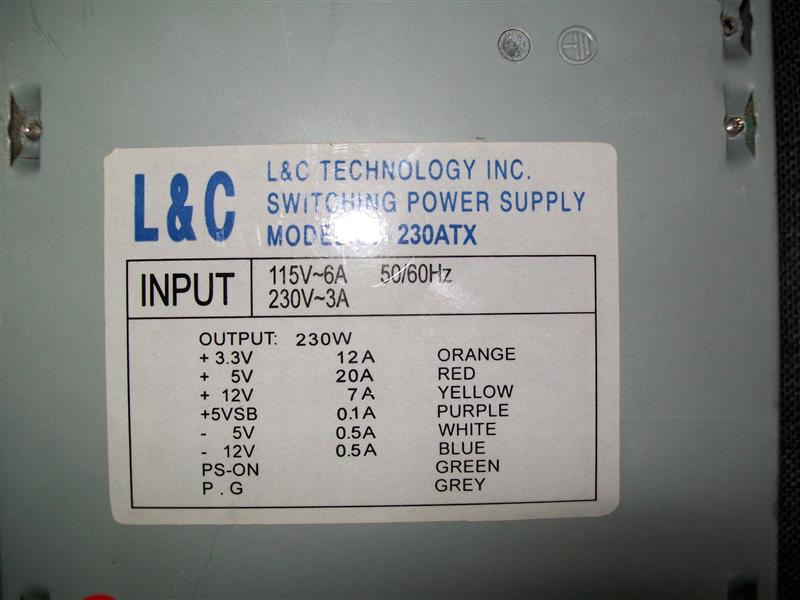 L&C
L&C TECHNOLOGY INC.
SWITCHING POWER SUPPLY
230ATX
INPUT
115V~6A 50/60Hz
230V~3A
OUTPUT: 230W
+ 3.3V 12A ORANGE
+ 5V 20A RED
+ 12V 7A YELLOW
+5VSB 0.1A PURPLE
- 5V 0.5A WHITE
- 12V 0.5A BLUE
PS-ON GREEN
P.G GREY